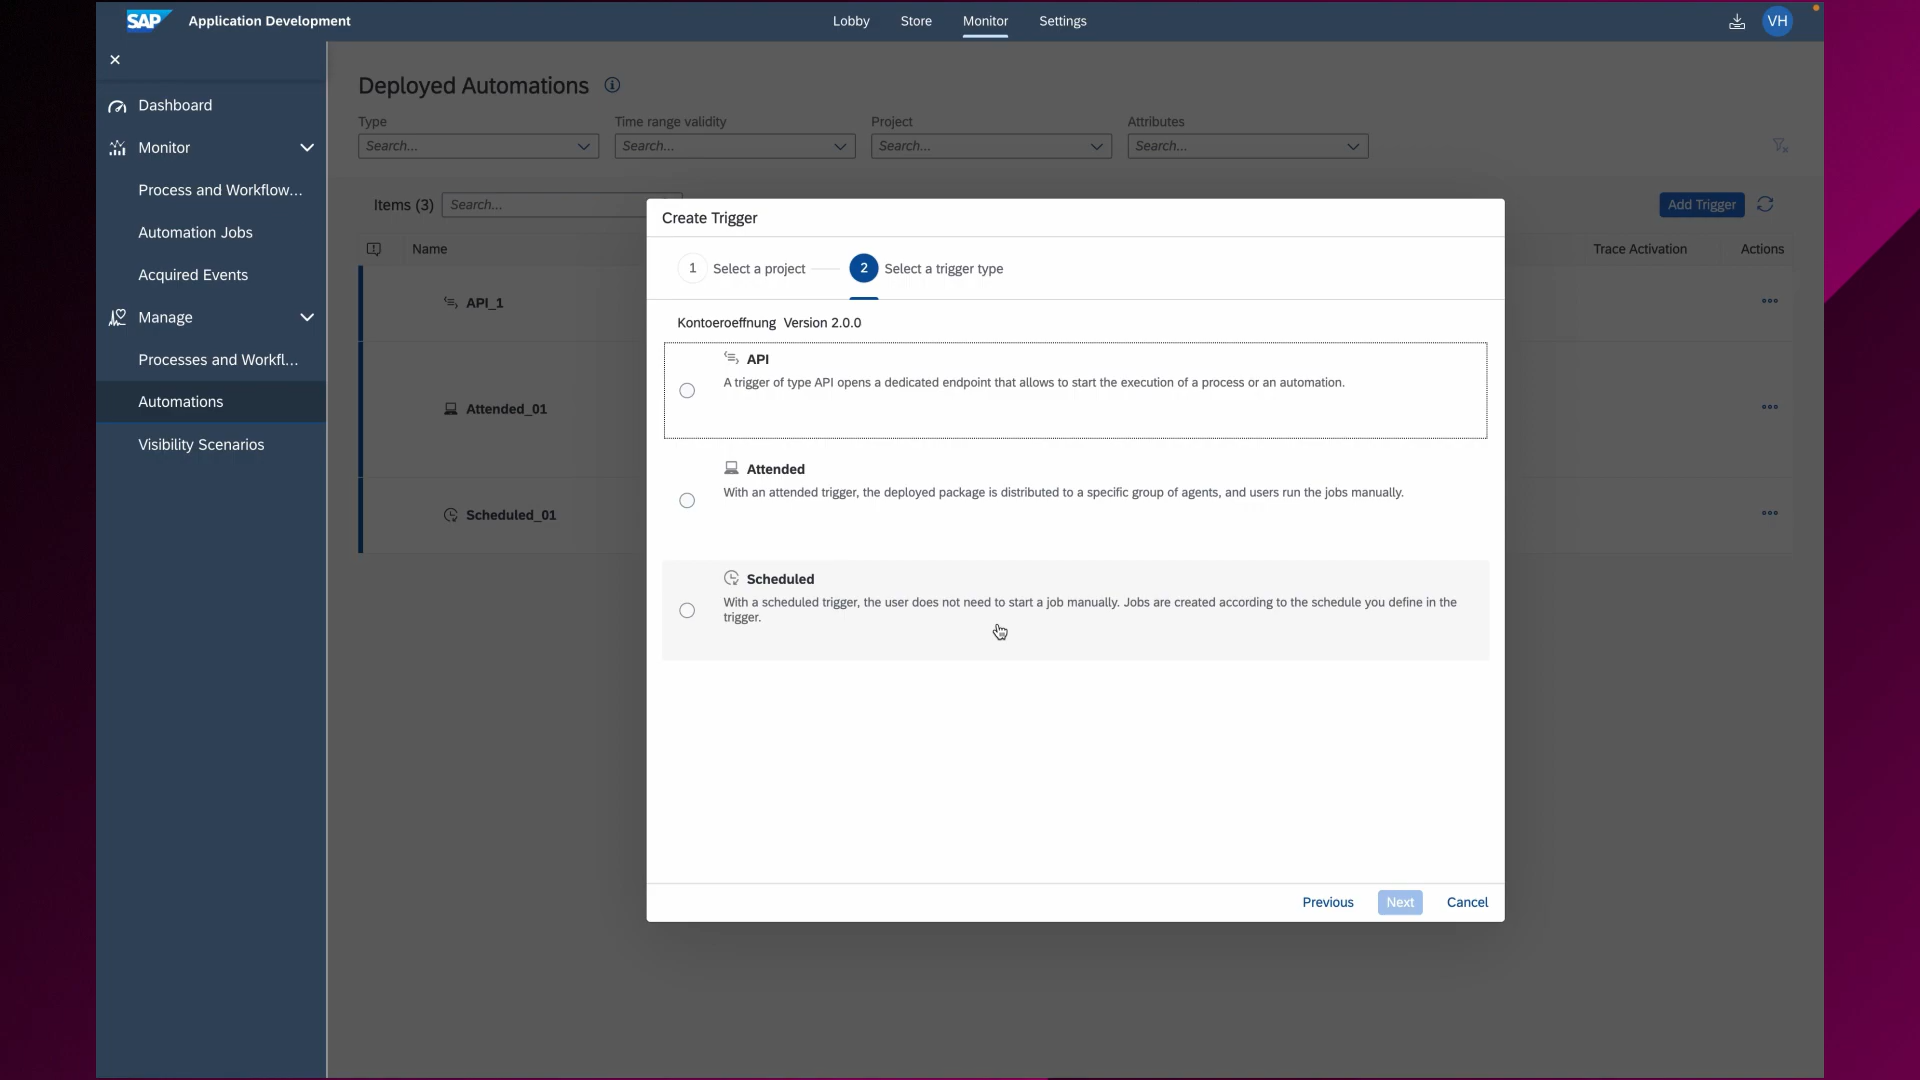 SAP
Application Development
Lobby
Store
Monitor
Settings
VH
Dashboard
Monitor
Process and Workflow...
Automation Jobs
Acquired Events
Manage
Processes and Workfl...
Automations
Visibility Scenarios
Deployed Automations
Type
Time range validity
Project
Attributes
Search...
Search...
Search...
Search...
Items (3)
Search...
Add Trigger
Name
Trace Activation
Actions
API_1
Attended_01
Scheduled_01
Create Trigger
1 Select a project
2 Select a trigger type
Kontoeroeffnung Version 2.0.0
API
A trigger of type API opens a dedicated endpoint that allows to start the execution of a process or an automation.
Attended
With an attended trigger, the deployed package is distributed to a specific group of agents, and users run the jobs manually.
Scheduled
With a scheduled trigger, the user does not need to start a job manually. Jobs are created according to the schedule you define in the
trigger.
Previous
Next
Cancel